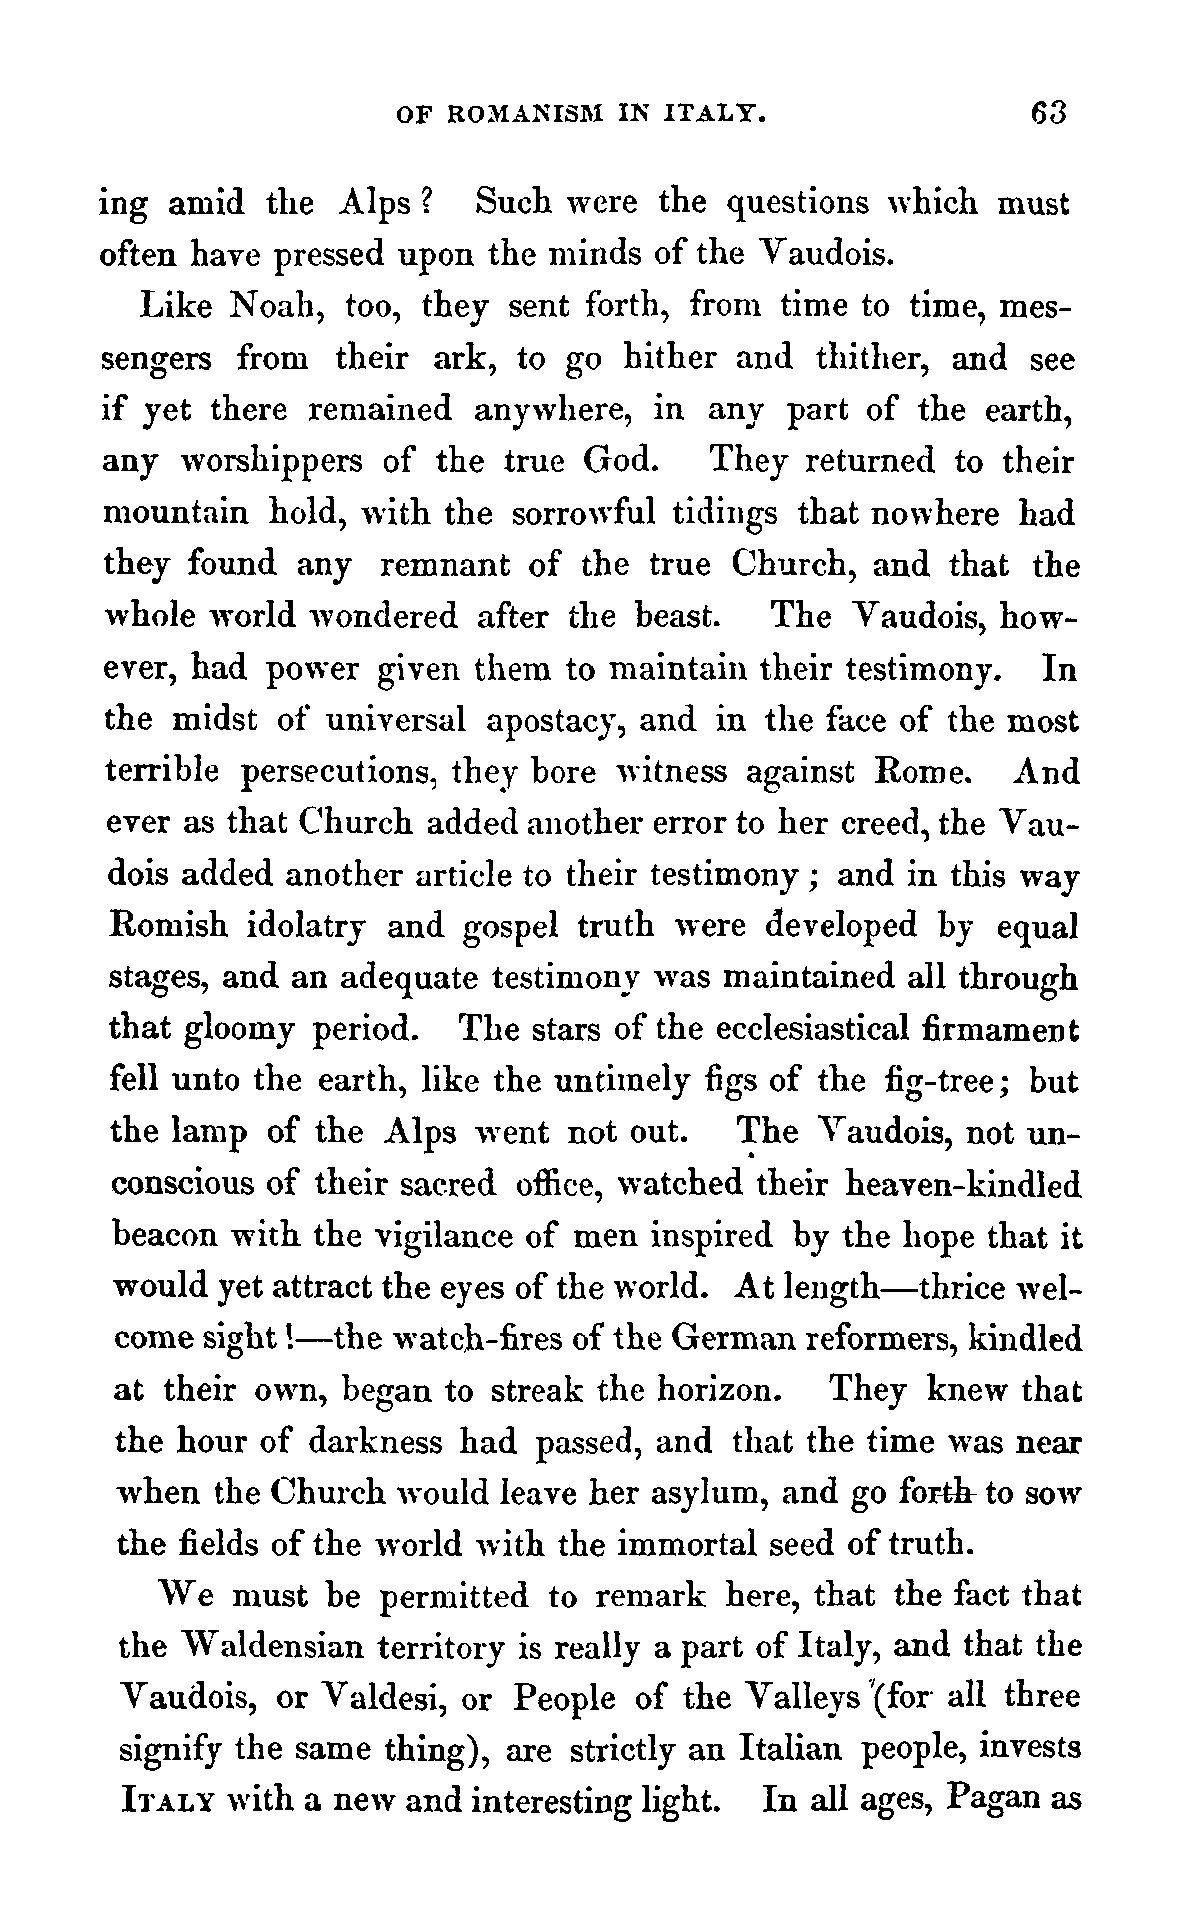 OF ROMANISM IN ITALY. 63
ing amid the Alps? Such were the questions which must
often have pressed upon the minds of the Vaudois.
Like Noah, too, they sent forth, from time to time, mes-
sengers from their ark, to go hither and thither, and see
if yet there remained anywhere, in any part of the earth,
any worshippers of the true God. They returned to their
mountain hold, with the sorrowful tidings that nowhere had
they found any remnant of the true Church, and that the
whole world wondered after the beast. The Vaudois, how-
ever, had power given them to maintain their testimony. In
the midst of universal apostacy, and in the face of the most
terrible persecutions, they bore witness against Rome. And
ever as that Church added another error to her creed, the Vau-
dois added another article to their testimony; and in this way
Romish idolatry and gospel truth were developed by equal
stages, and an adequate testimony was maintained all through
that gloomy period. The stars of the ecclesiastical firmament
fell unto the earth, like the untimely figs of the fig-tree; but
the lamp of the Alps went not out. The Vaudois, not un-
conscious of their sacred office, watched their heaven-kindled
beacon with the vigilance of men inspired by the hope that it
would yet attract the eyes of the world. At length—thrice wel-
come sight!—the watch-fires of the German reformers, kindled
at their own, began to streak the horizon. They knew that
the hour of darkness had passed, and that the time was near
when the Church would leave her asylum, and go forth to sow
the fields of the world with the immortal seed of truth.
We must be permitted to remark here, that the fact that
the Waldensian territory is really a part of Italy, and that the
Vaudois, or Valdesi, or People of the Valleys (for all three
signify the same thing), are strictly an Italian people, invests
ITALY with a new and interesting light. In all ages, Pagan as